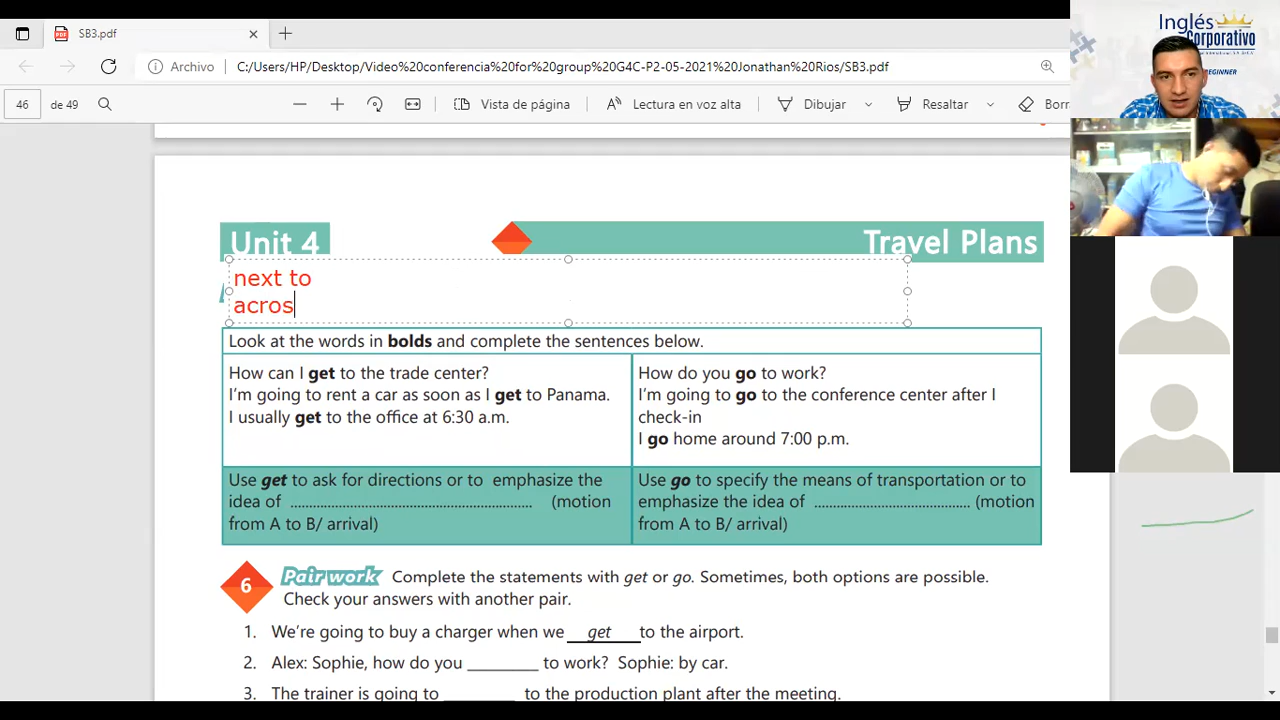 SB3.pdf
Archivo
C:/Users/HP/Desktop/Video%20conferencia%20for%20group%20G4C-P2-05-2021%20Jonathan%20Rios/SB3.pdf
46 de 49
Vista de página
Lectura en voz alta
Dibujar
Resaltar
Borr
Inglés
Corporativo
BEGINNER
Unit 4
Travel Plans
next to
acros
Look at the words in bolds and complete the sentences below.
How can I get to the trade center?
I'm going to rent a car as soon as I get to Panama.
I usually get to the office at 6:30 a.m.
How do you go to work?
I'm going to go to the conference center after I
check-in
I go home around 7:00 p.m.
Use get to ask for directions or to emphasize the
idea of ........................................................ (motion
from A to B/ arrival)
Use go to specify the means of transportation or to
emphasize the idea of .................................... (motion
from A to B/ arrival)
6
Pair work Complete the statements with get or go. Sometimes, both options are possible.
Check your answers with another pair.
1. We're going to buy a charger when we __get__ to the airport.
2. Alex: Sophie, how do you ________ to work? Sophie: by car.
3. The trainer is going to ________ to the production plant after the meeting.